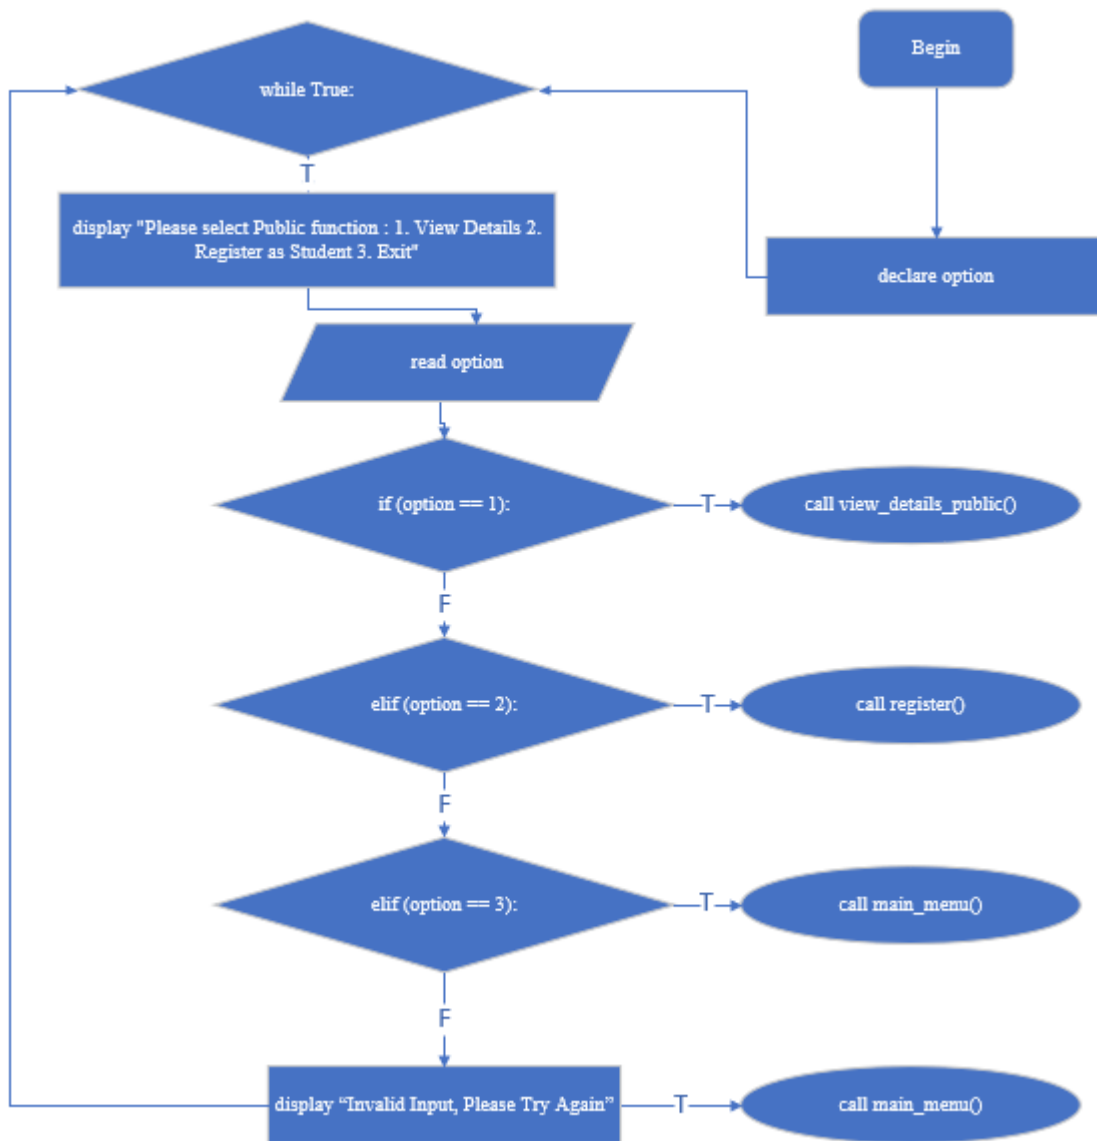 Begin
while True:
T
display "Please select Public function : 1. View Details 2.
Register as Student 3. Exit"
declare option
read option
if (option == 1):
T
call view_details_public()
F
elif (option == 2):
T
call register()
F
elif (option == 3):
T
call main_menu()
F
display “Invalid Input, Please Try Again”
T
call main_menu()